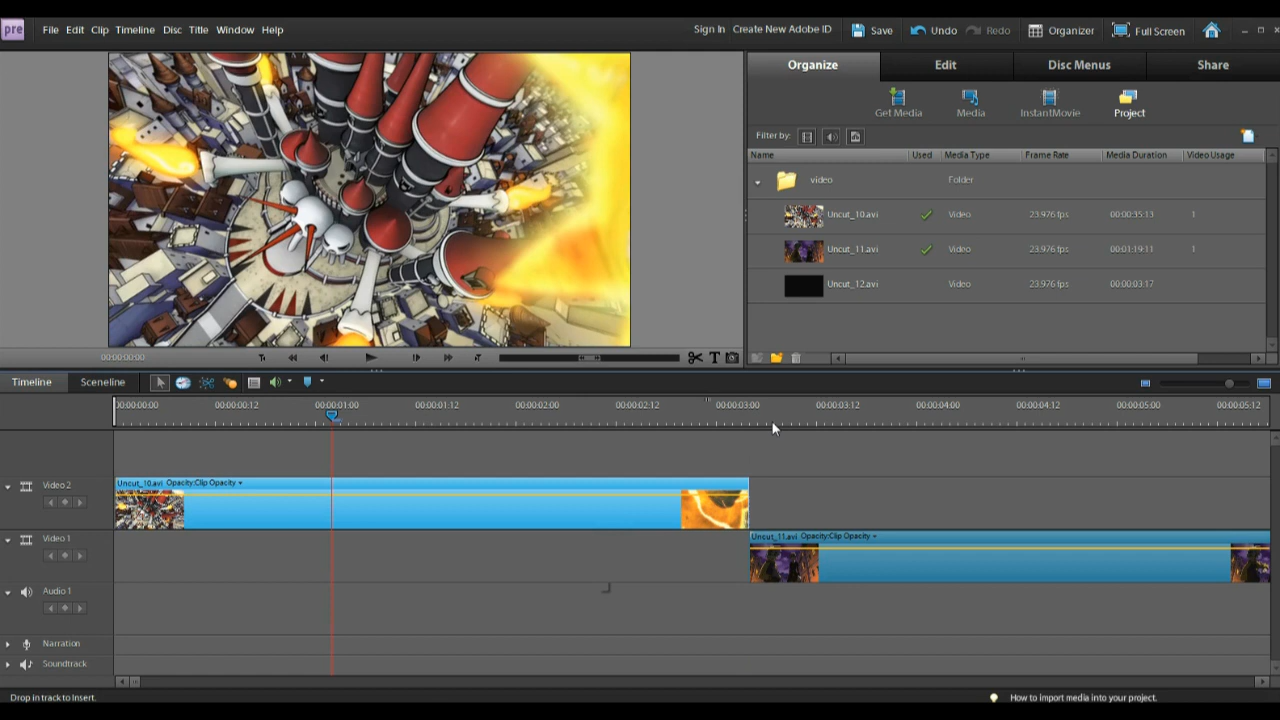 pre File Edit Clip Timeline Disc Title Window Help Sign In Create New Adobe ID Save Undo Redo Organizer Full Screen
Organize Edit Disc Menus Share
Get Media Media InstantMovie Project
Filter by:
Name Used Media Type Frame Rate Media Duration Video Usage
video Folder
Uncut_10.avi Video 23.976 fps 00:00:35:13 1
Uncut_11.avi Video 23.976 fps 00:01:19:11 1
Uncut_12.avi Video 23.976 fps 00:00:03:17
00:00:00:00
Timeline Sceneline
00:00:00:00 00:00:00:12 00:00:01:00 00:00:01:12 00:00:02:00 00:00:02:12 00:00:03:00 00:00:03:12 00:00:04:00 00:00:04:12 00:00:05:00 00:00:05:12
Video 2 Uncut_10.avi Opacity:Clip Opacity
Video 1 Uncut_11.avi Opacity:Clip Opacity
Audio 1
Narration
Soundtrack
Drop in track to Insert. How to import media into your project.